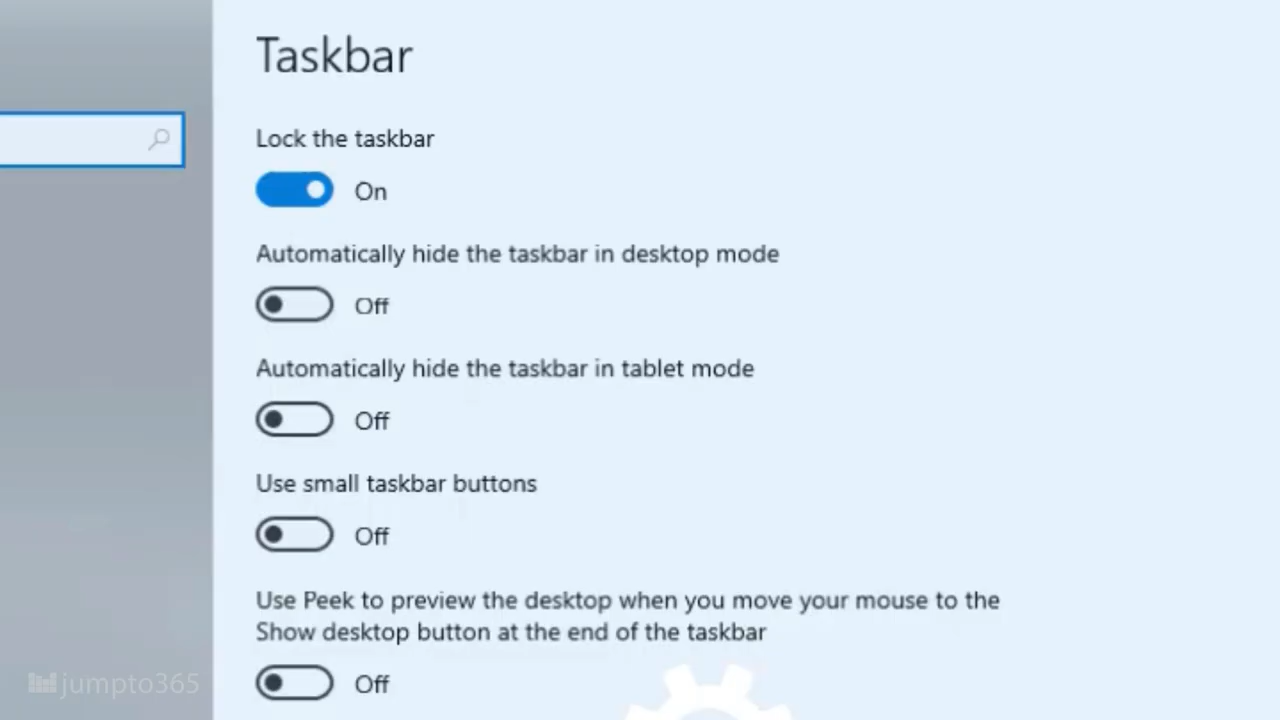 Taskbar
Lock the taskbar
On
Automatically hide the taskbar in desktop mode
Off
Automatically hide the taskbar in tablet mode
Off
Use small taskbar buttons
Off
Use Peek to preview the desktop when you move your mouse to the
Show desktop button at the end of the taskbar
Off
jumpto365